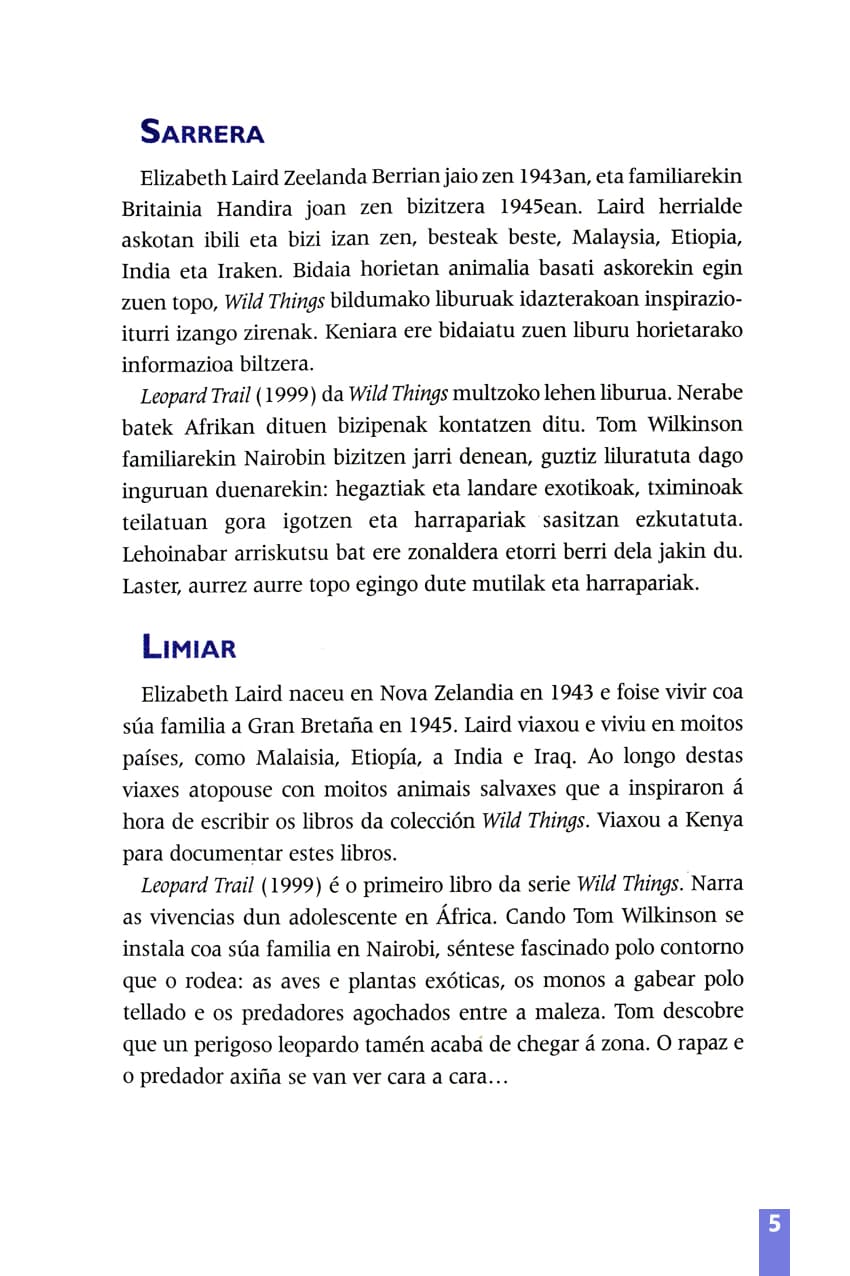 SARRERA
Elizabeth Laird Zeelanda Berrian jaio zen 1943an, eta familiarekin
Britainia Handira joan zen bizitzera 1945ean. Laird herrialde
askotan ibili eta bizi izan zen, besteak beste, Malaysia, Etiopia,
India eta Iraken. Bidaia horietan animalia basati askorekin egin
zuen topo, Wild Things bildumako liburuak idazterakoan inspirazio-
iturri izango zirenak. Keniara ere bidaiatu zuen liburu horietarako
informazioa biltzera.
Leopard Trail (1999) da Wild Things multzoko lehen liburua. Nerabe
batek Afrikan dituen bizipenak kontatzen ditu. Tom Wilkinson
familiarekin Nairobin bizitzen jarri denean, guztiz liluratuta dago
inguruan duenarekin: hegaztiak eta landare exotikoak, tximinoak
teilatuan gora igotzen eta harrapariak sasitzan ezkutatuta.
Lehoinabar arriskutsu bat ere zonaldera etorri berri dela jakin du.
Laster, aurrez aurre topo egingo dute mutilak eta harrapariak.
LIMIAR
Elizabeth Laird naceu en Nova Zelandia en 1943 e foise vivir coa
súa familia a Gran Bretaña en 1945. Laird viaxou e viviu en moitos
países, como Malaisia, Etiopía, a India e Iraq. Ao longo destas
viaxes atopouse con moitos animais salvaxes que a inspiraron á
hora de escribir os libros da colección Wild Things. Viaxou a Kenya
para documentar estes libros.
Leopard Trail (1999) é o primeiro libro da serie Wild Things. Narra
as vivencias dun adolescente en África. Cando Tom Wilkinson se
instala coa súa familia en Nairobi, séntese fascinado polo contorno
que o rodea: as aves e plantas exóticas, os monos a gabear polo
tellado e os predadores agochados entre a maleza. Tom descobre
que un perigoso leopardo tamén acaba de chegar á zona. O rapaz e
o predador axiña se van ver cara a cara…
5